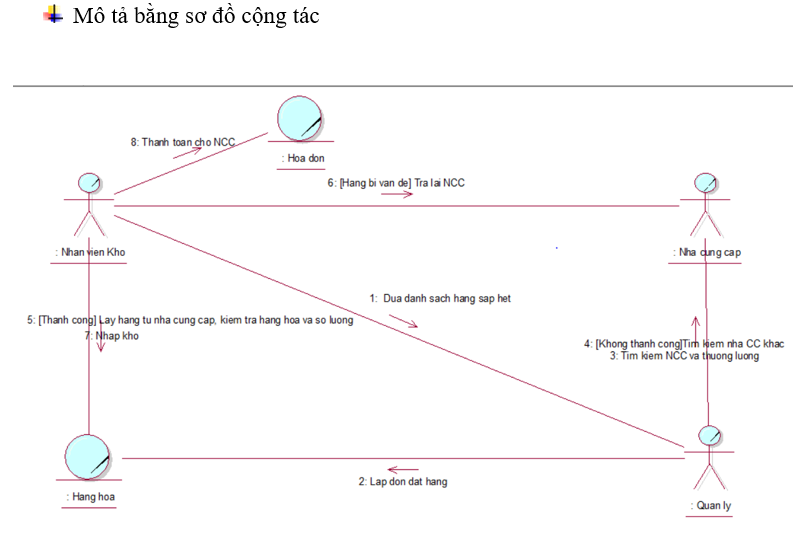 Mô tả bằng sơ đồ cộng tác
8: Thanh toan cho NCC
: Hoa don
6: [Hang bi van de] Tra lai NCC
: Nhan vien Kho
: Nha cung cap
1: Dua danh sach hang sap het
5: [Thanh cong] Lay hang tu nha cung cap, kiem tra hang hoa va so luong
7: Nhap kho
4: [Khong thanh cong]Tim kiem nha CC khac
3: Tim kiem NCC va thuong luong
2: Lap don dat hang
: Hang hoa
: Quan ly